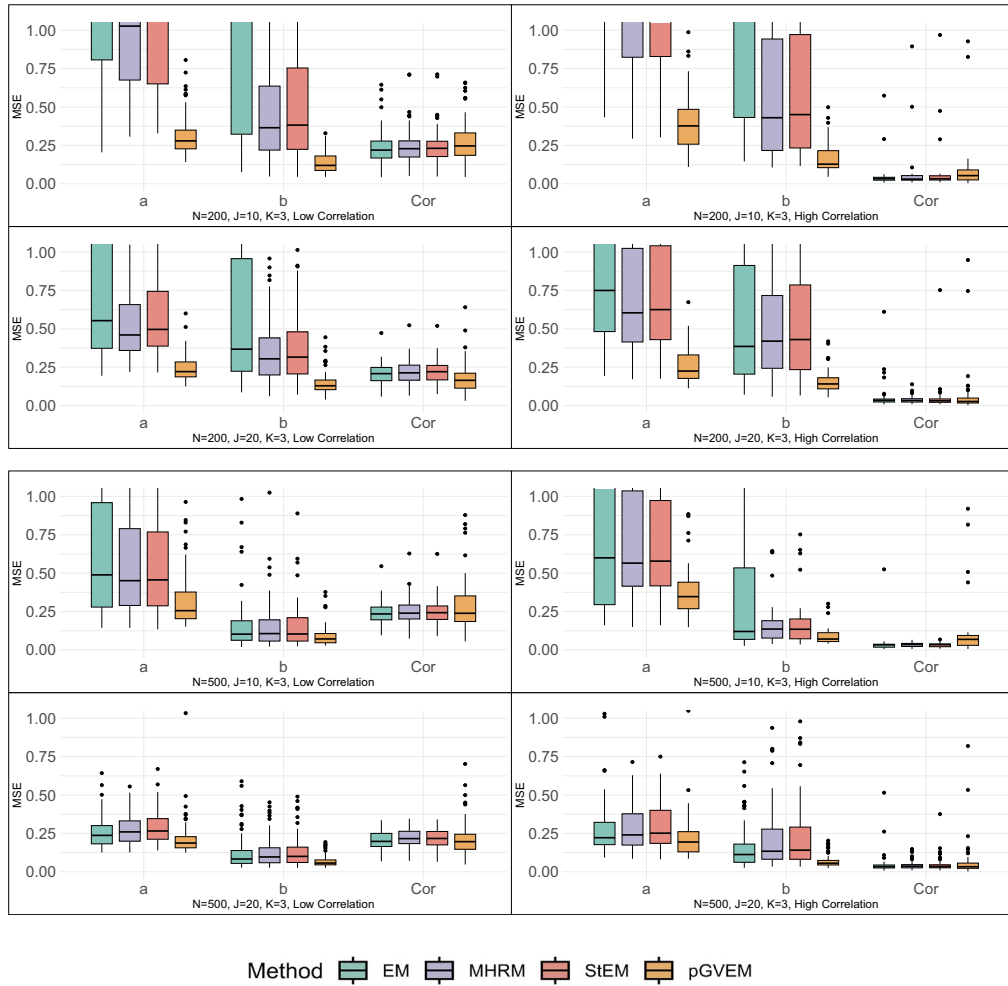 1.00
0.75
0.50
0.25
0.00
MSE
a b Cor
N=200, J=10, K=3, Low Correlation
1.00
0.75
0.50
0.25
0.00
MSE
a b Cor
N=200, J=10, K=3, High Correlation
1.00
0.75
0.50
0.25
0.00
MSE
a b Cor
N=200, J=20, K=3, Low Correlation
1.00
0.75
0.50
0.25
0.00
MSE
a b Cor
N=200, J=20, K=3, High Correlation
1.00
0.75
0.50
0.25
0.00
MSE
a b Cor
N=500, J=10, K=3, Low Correlation
1.00
0.75
0.50
0.25
0.00
MSE
a b Cor
N=500, J=10, K=3, High Correlation
1.00
0.75
0.50
0.25
0.00
MSE
a b Cor
N=500, J=20, K=3, Low Correlation
1.00
0.75
0.50
0.25
0.00
MSE
a b Cor
N=500, J=20, K=3, High Correlation
Method EM MHRM StEM pGVEM